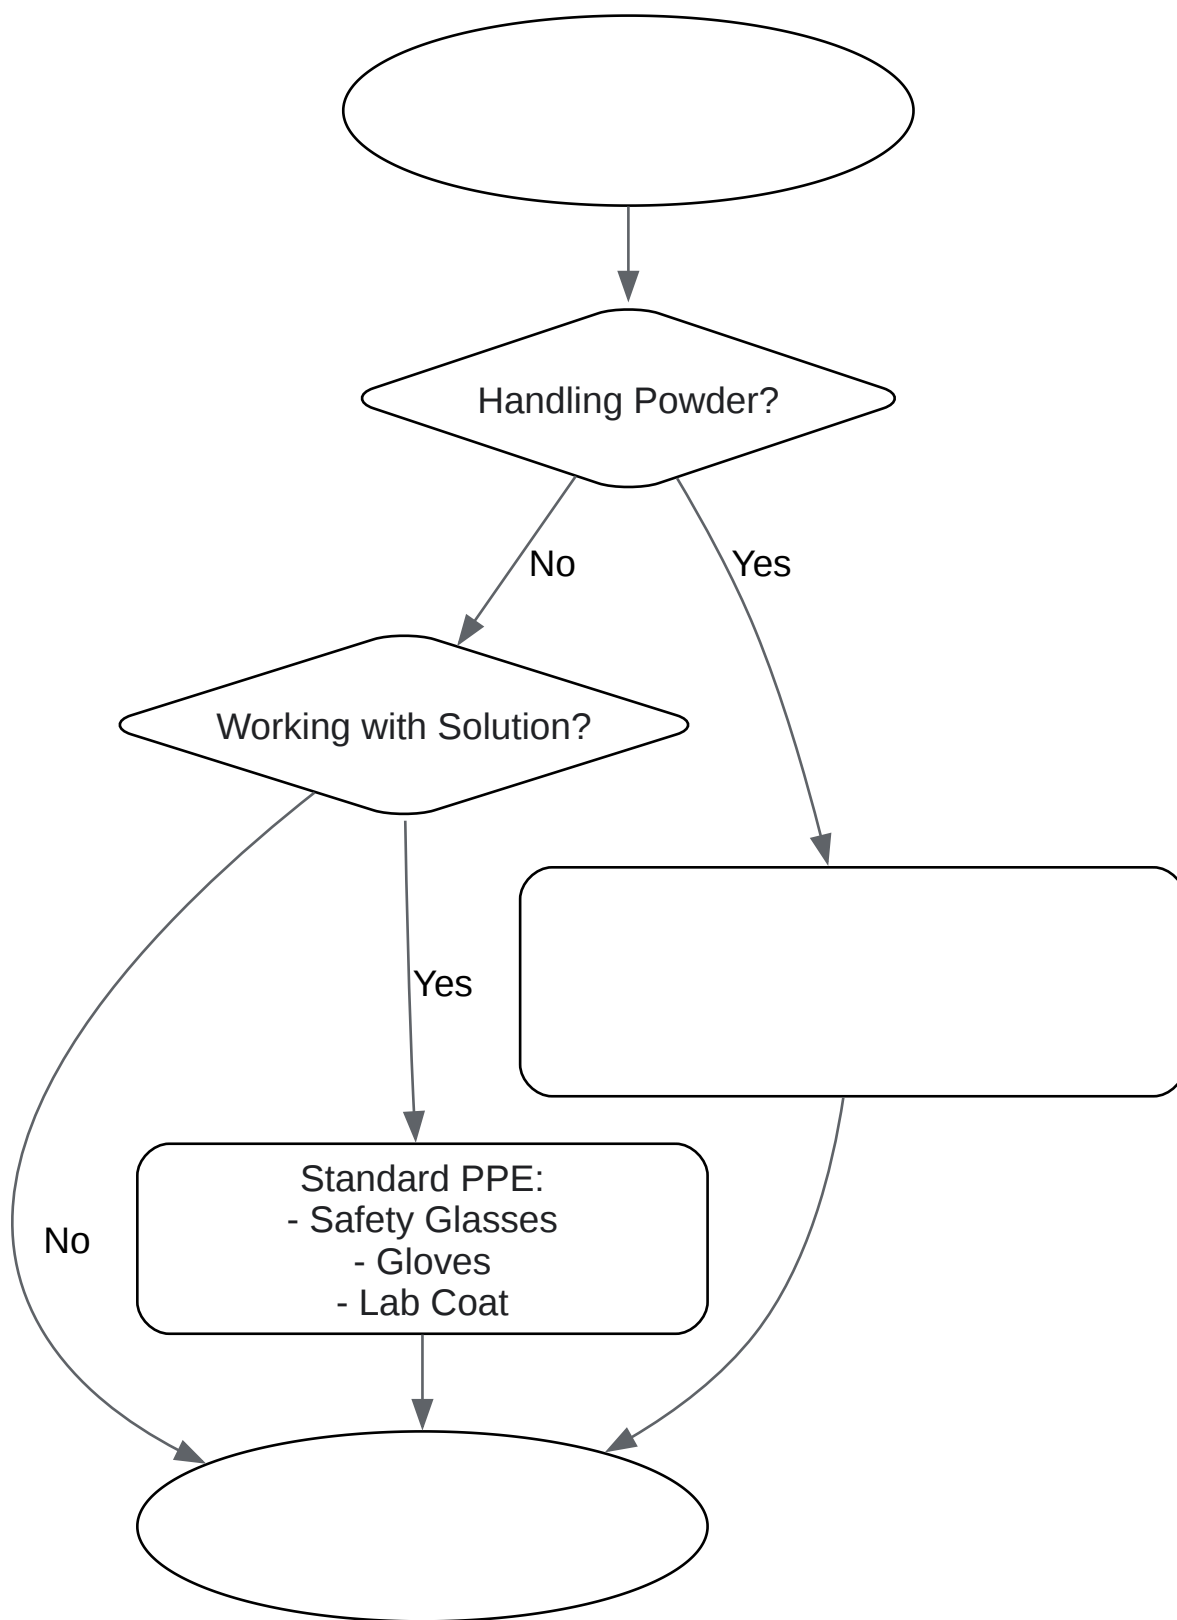 Handling Powder?
No
Yes
Working with Solution?
Yes
No
Standard PPE:
- Safety Glasses
- Gloves
- Lab Coat